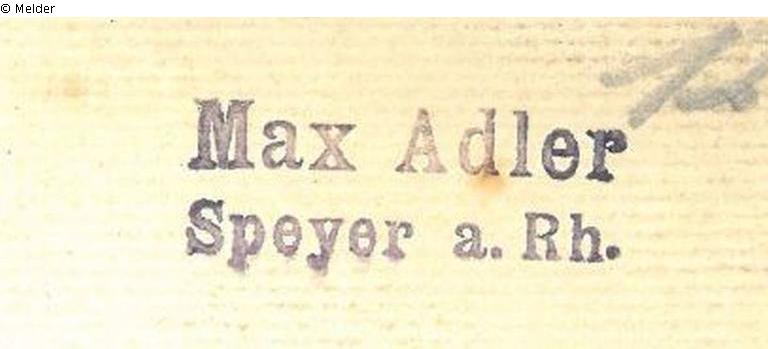 © Melder
Max Adler
Speyer a. Rh.